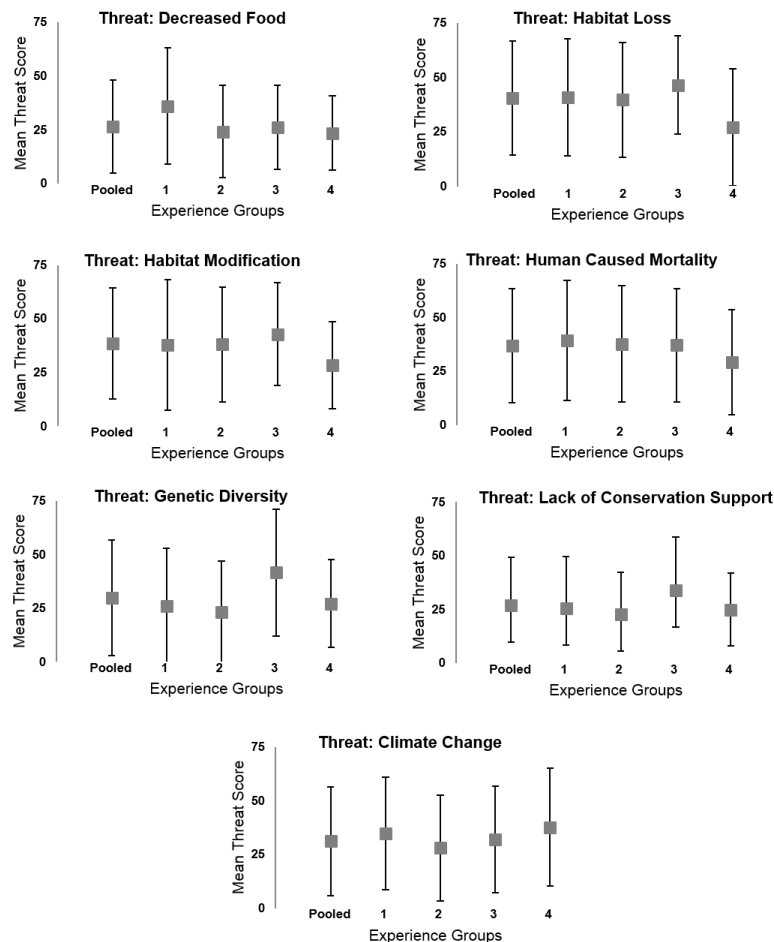 Threat: Decreased Food
Mean Threat Score
75
50
25
0
Pooled 1 2 3 4
Experience Groups
Threat: Habitat Loss
Mean Threat Score
75
50
25
0
Pooled 1 2 3 4
Experience Groups
Threat: Habitat Modification
Mean Threat Score
75
50
25
0
Pooled 1 2 3 4
Experience Groups
Threat: Human Caused Mortality
Mean Threat Score
75
50
25
0
Pooled 1 2 3 4
Experience Groups
Threat: Genetic Diversity
Mean Threat Score
75
50
25
0
Pooled 1 2 3 4
Experience Groups
Threat: Lack of Conservation Support
Mean Threat Score
75
50
25
0
Pooled 1 2 3 4
Experience Groups
Threat: Climate Change
Mean Threat Score
75
50
25
0
Pooled 1 2 3 4
Experience Groups